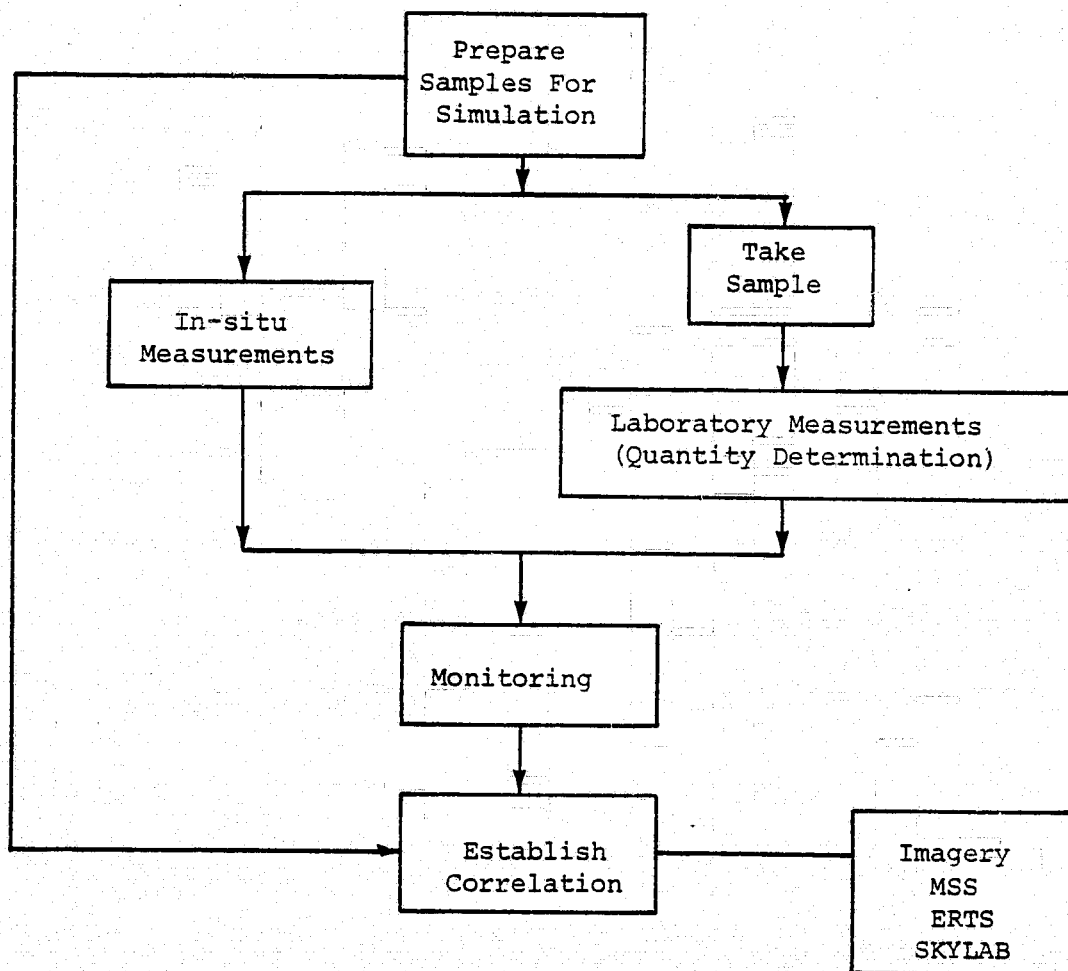 Prepare
Samples For
Simulation
Take
Sample
In-situ
Measurements
Laboratory Measurements
(Quantity Determination)
Monitoring
Establish
Correlation
Imagery
MSS
ERTS
SKYLAB